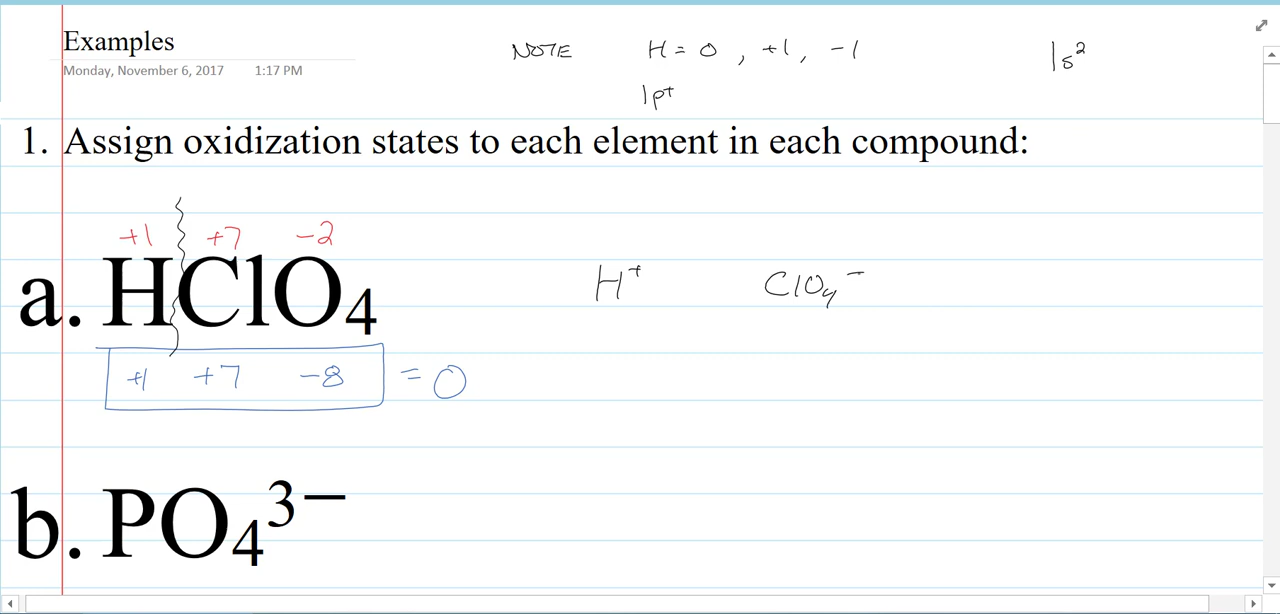 Examples
Monday, November 6, 2017 1:17 PM
NOTE H = 0 , +1, -1
1s²
1p⁺
1. Assign oxidization states to each element in each compound:
+1 +7 -2
a. HClO₄
H⁺ ClO₄⁻
+1 +7 -8 = 0
b. PO₄³⁻